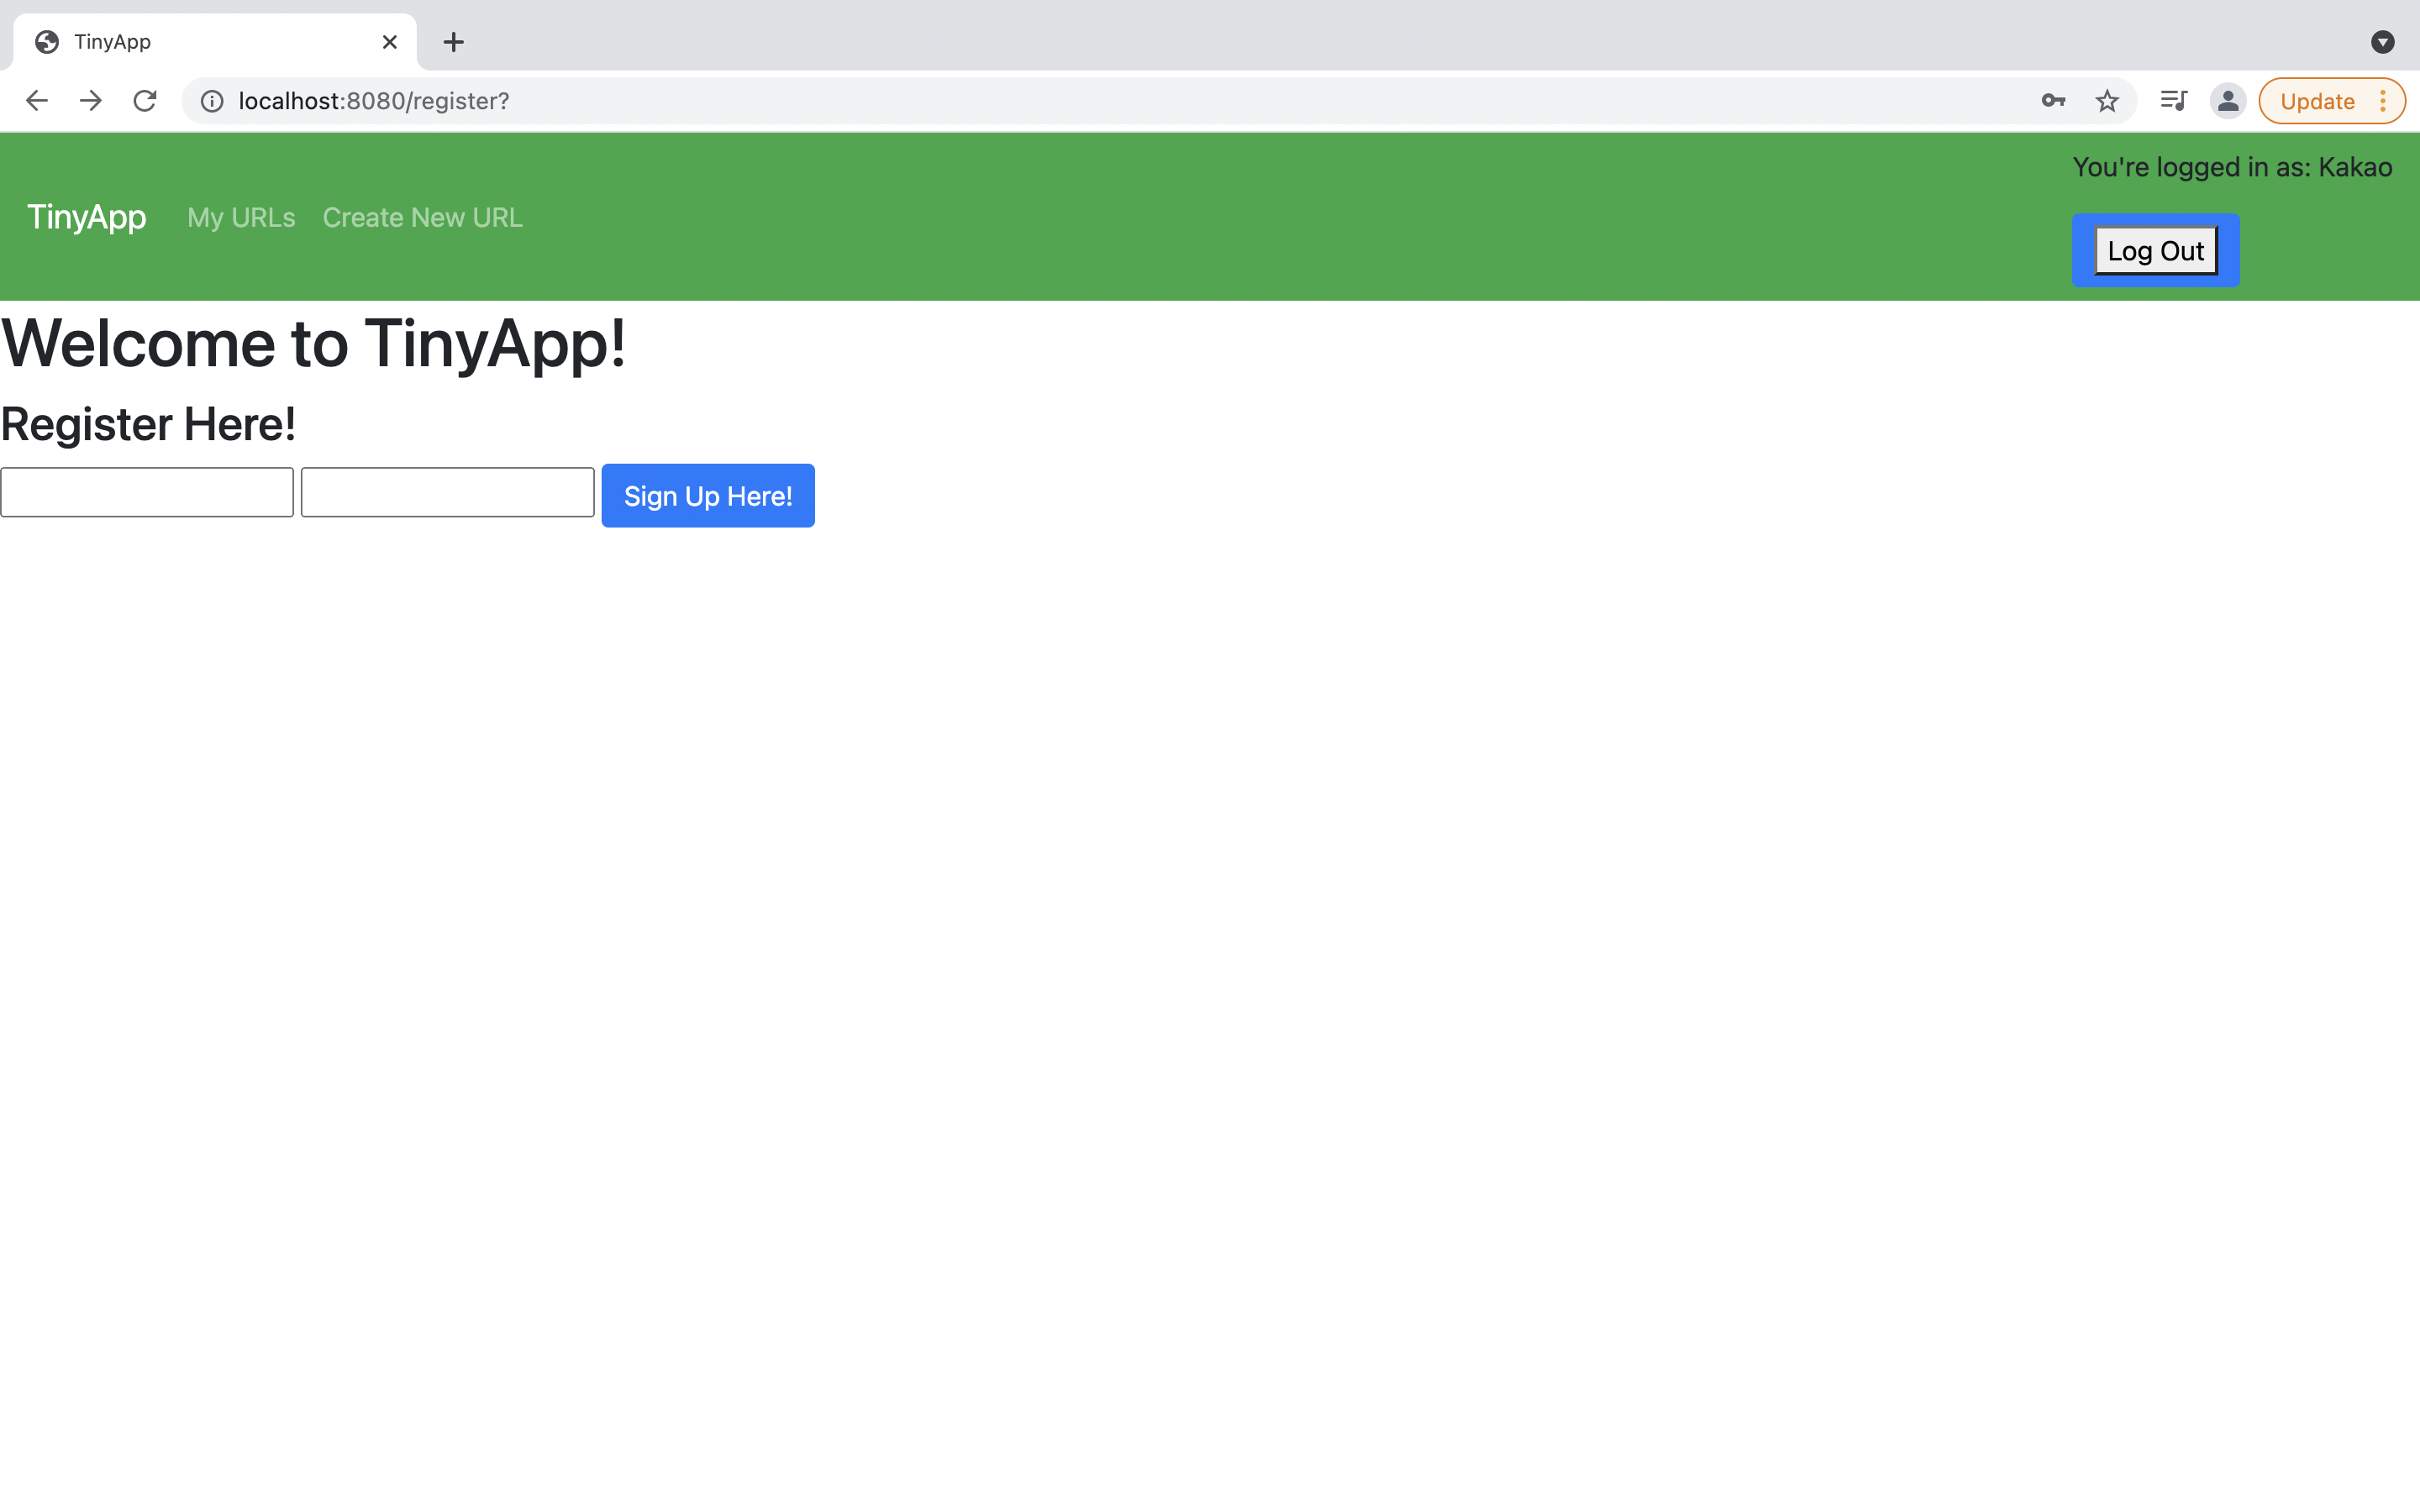 TinyApp
localhost:8080/register?
Update
You're logged in as: Kakao
TinyApp My URLs Create New URL
Log Out
Welcome to TinyApp!
Register Here!
Sign Up Here!